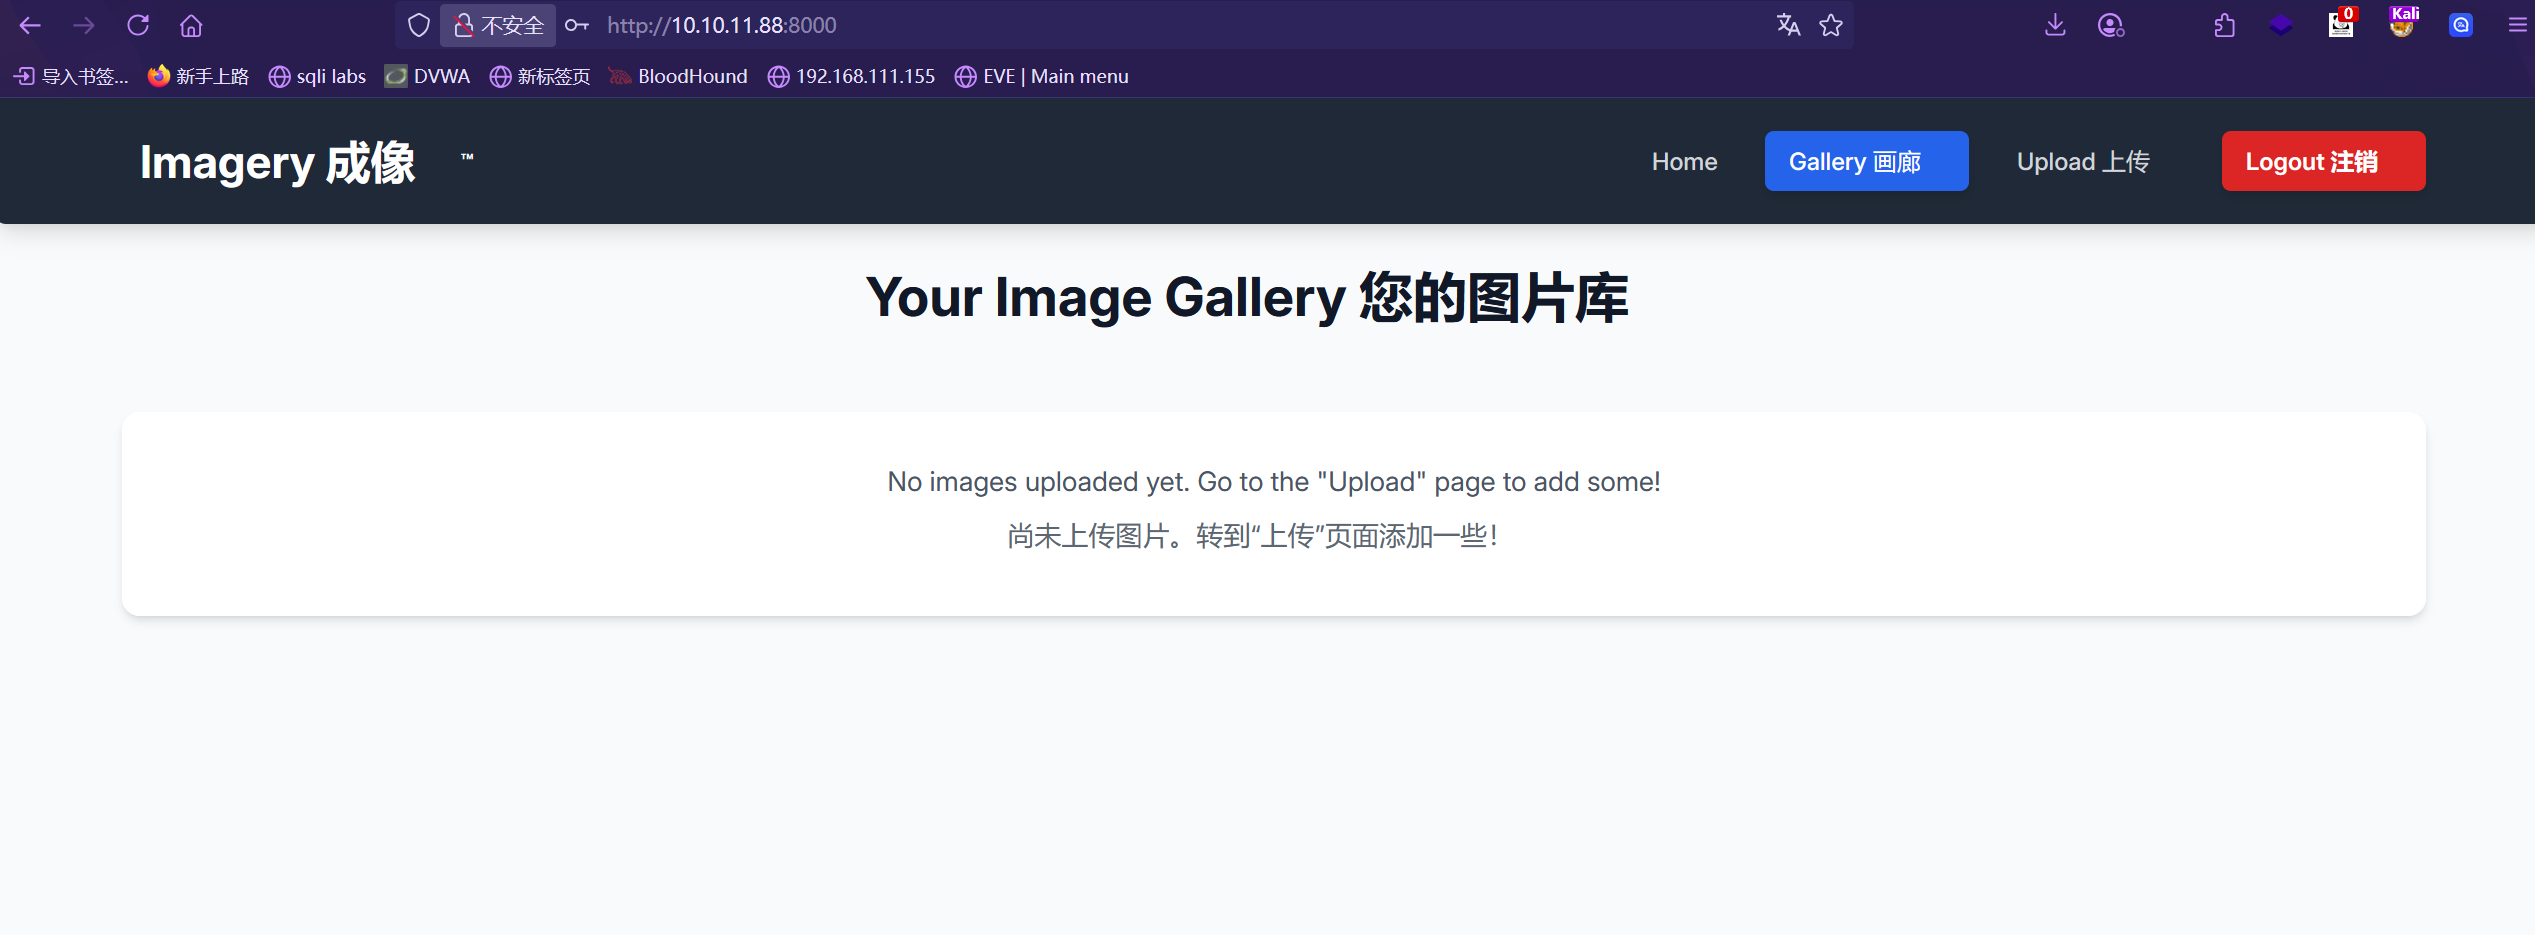 不安全 http://10.10.11.88:8000 0 Kali
导入书签... 新手上路 sqli labs DVWA 新标签页 BloodHound 192.168.111.155 EVE | Main menu
Imagery 成像 ™ Home Gallery 画廊 Upload 上传 Logout 注销
Your Image Gallery 您的图片库
No images uploaded yet. Go to the "Upload" page to add some!
尚未上传图片。转到“上传”页面添加一些!